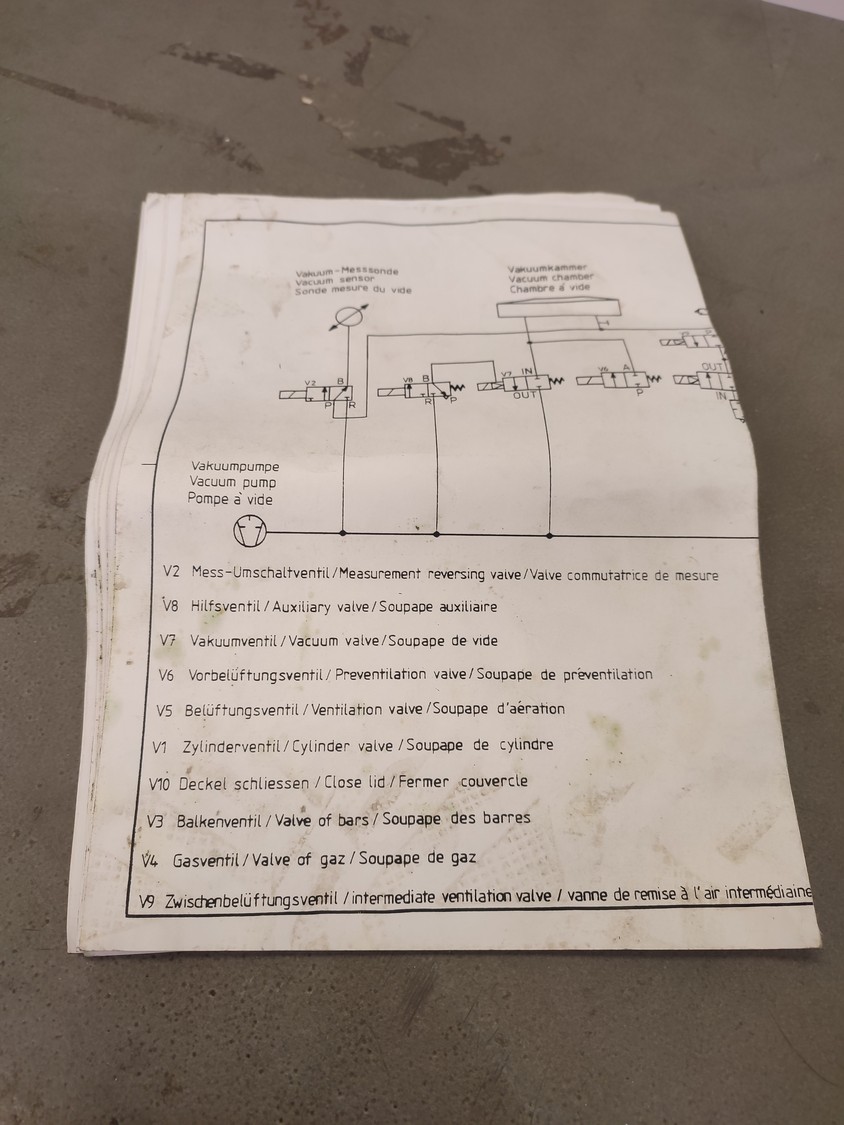 Vakuum-Messsonde
Vacuum sensor
Sonde mesure du vide
Vakuumkammer
Vacuum chamber
Chambre à vide
V2 B
P R
V8 B
R P
V7 IN
OUT
V6 A
P
OUT
IN
Vakuumpumpe
Vacuum pump
Pompe à vide
V2 Mess-Umschaltventil/Measurement reversing valve/Valve commutatrice de mesure
V8 Hilfsventil/Auxiliary valve/Soupape auxiliaire
V7 Vakuumventil/Vacuum valve/Soupape de vide
V6 Vorbelüftungsventil/Preventilation valve/Soupape de préventilation
V5 Belüftungsventil/Ventilation valve/Soupape d'aération
V1 Zylinderventil/Cylinder valve/Soupape de cylindre
V10 Deckel schliessen/Close lid/Fermer couvercle
V3 Balkenventil/Valve of bars/Soupape des barres
V4 Gasventil/Valve of gaz/Soupape de gaz
V9 Zwischenbelüftungsventil/intermediate ventilation valve/vanne de remise à l'air intermédiaire